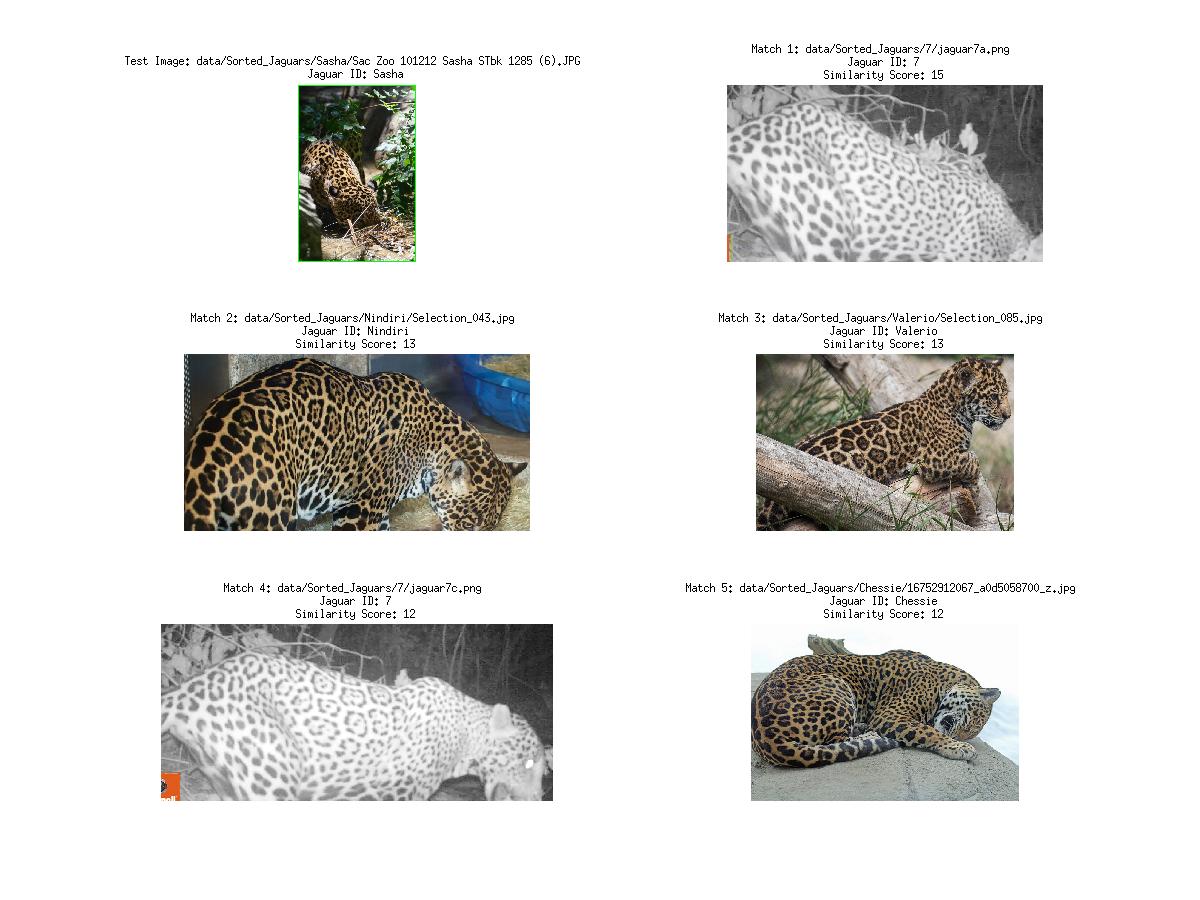 Test Image: data/Sorted_Jaguars/Sasha/Sac Zoo 101212 Sasha STbk 1285 (6).JPG
Jaguar ID: Sasha
Match 1: data/Sorted_Jaguars/7/jaguar7a.png
Jaguar ID: 7
Similarity Score: 15
Match 2: data/Sorted_Jaguars/Nindiri/Selection_043.jpg
Jaguar ID: Nindiri
Similarity Score: 13
Match 3: data/Sorted_Jaguars/Valerio/Selection_085.jpg
Jaguar ID: Valerio
Similarity Score: 13
Match 4: data/Sorted_Jaguars/7/jaguar7c.png
Jaguar ID: 7
Similarity Score: 12
Match 5: data/Sorted_Jaguars/Chessie/16752912067_a0d5058700_z.jpg
Jaguar ID: Chessie
Similarity Score: 12